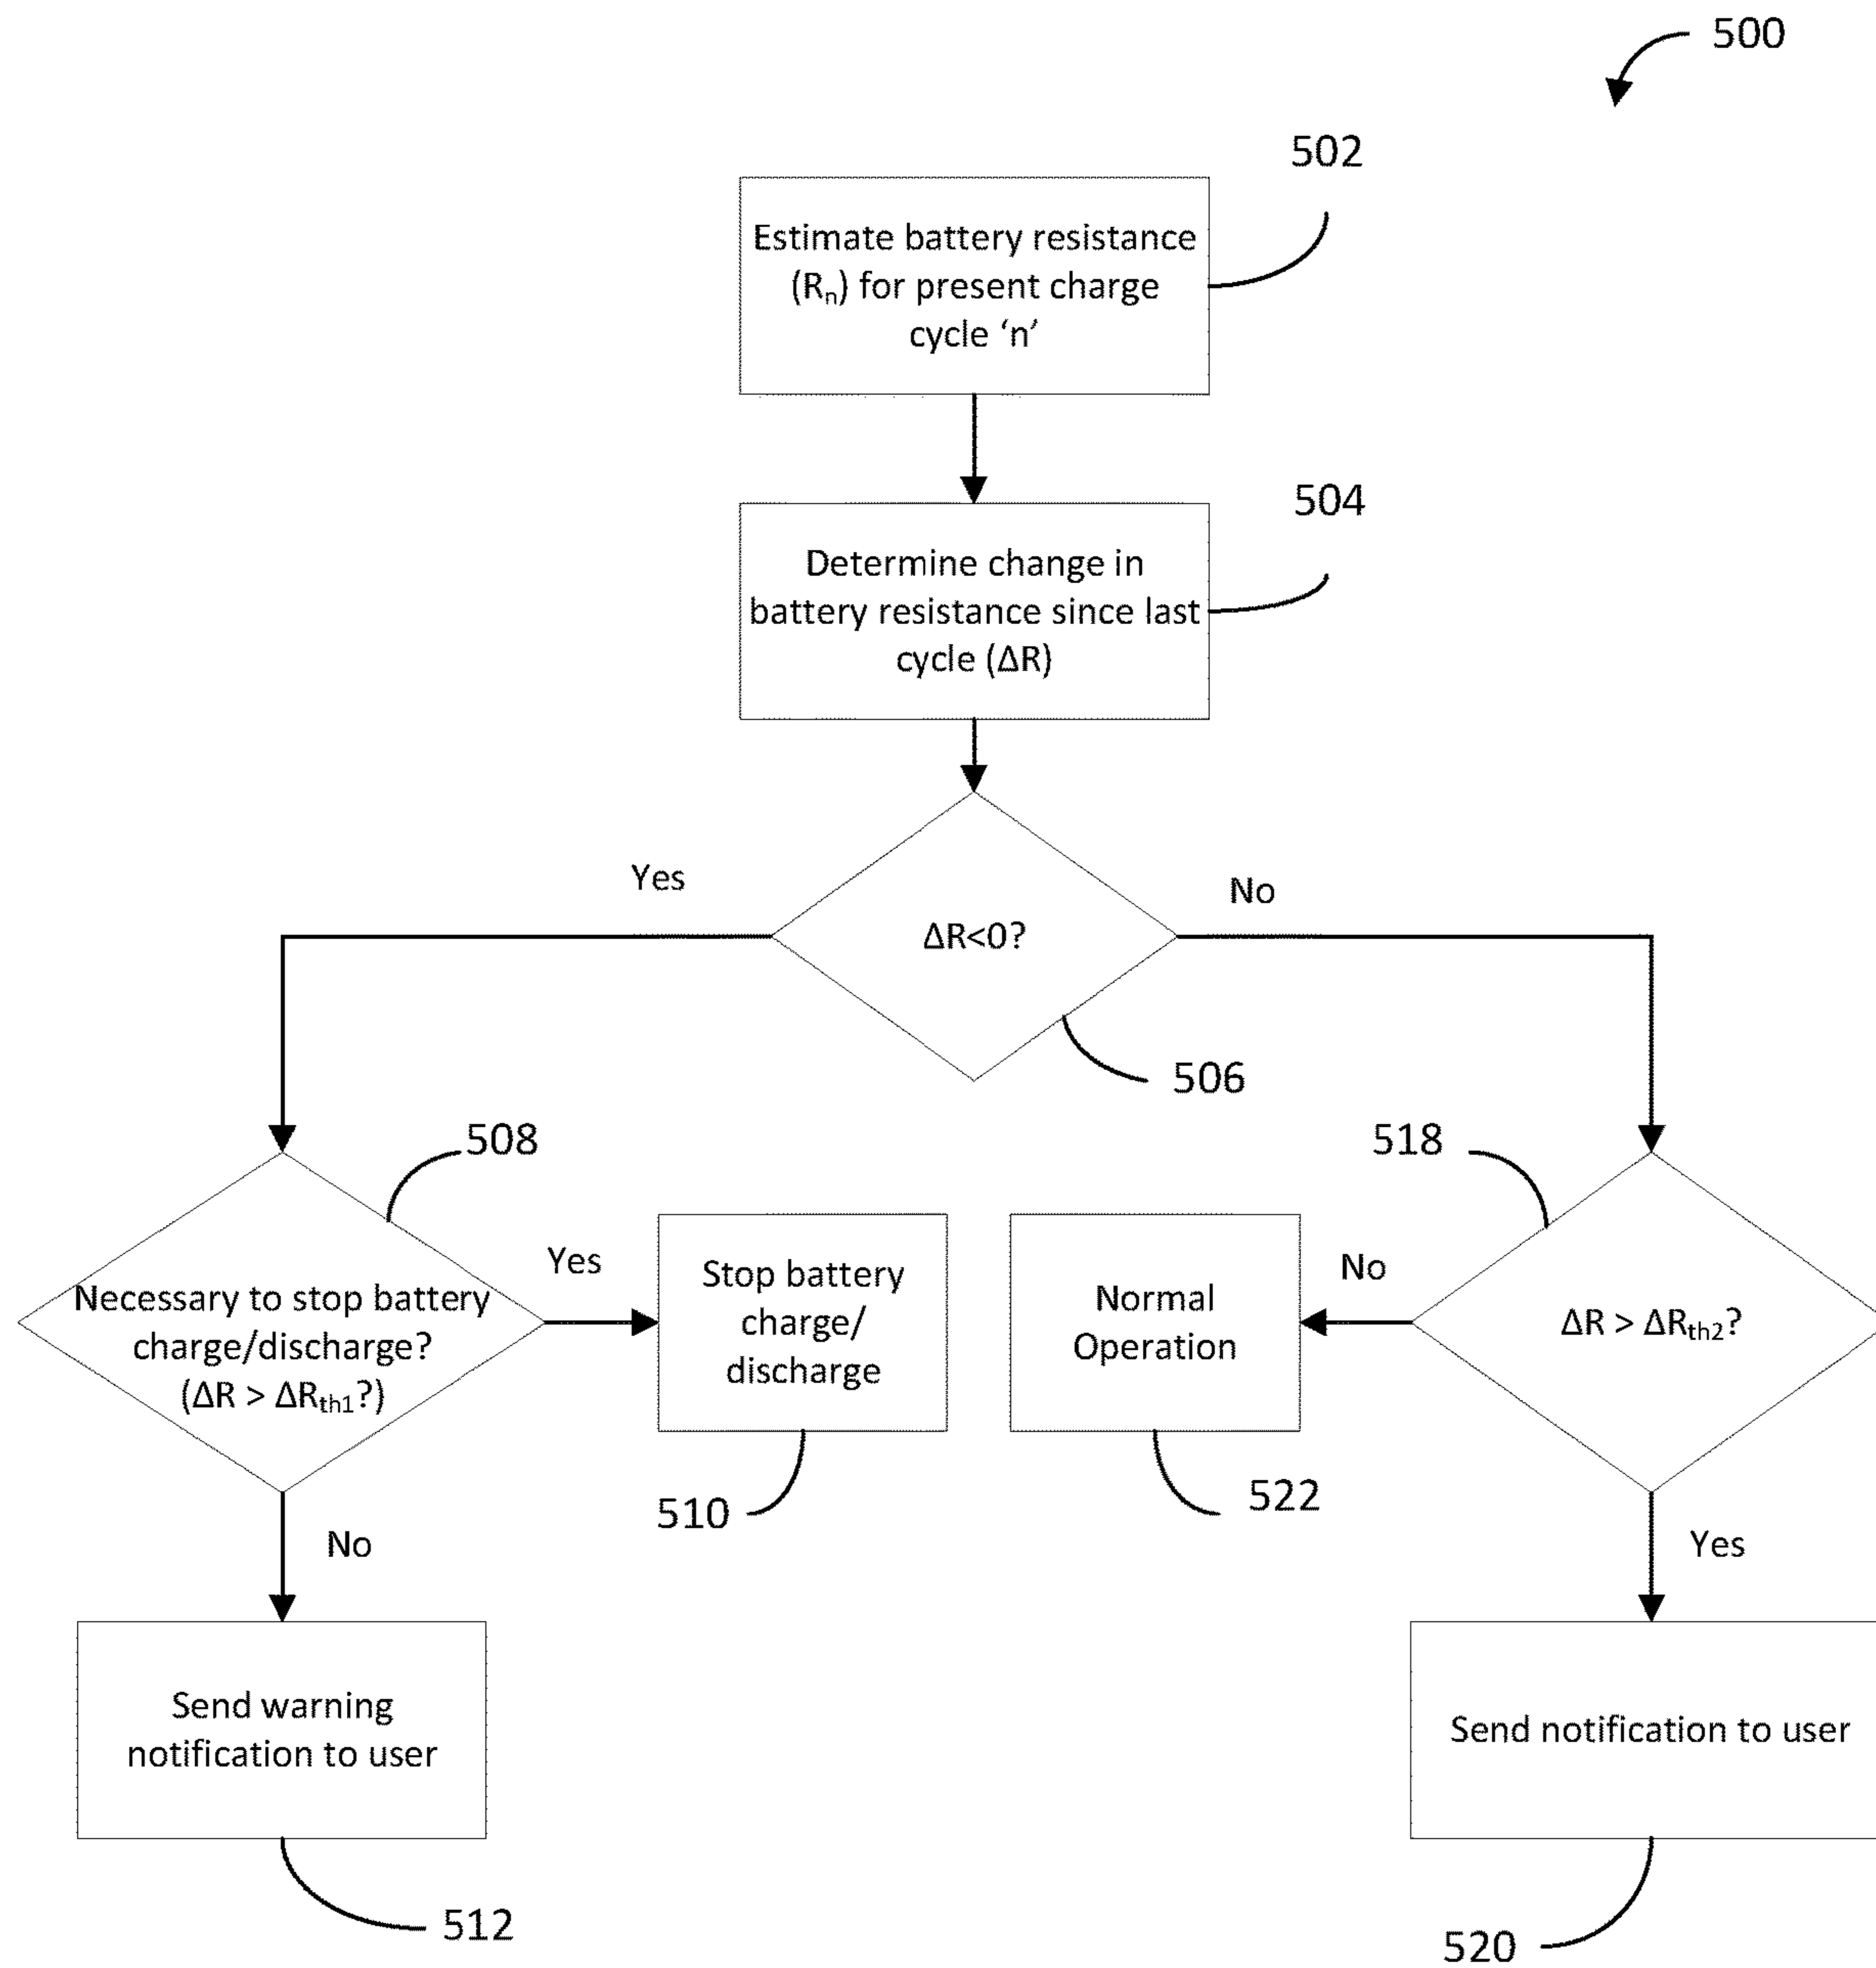 500
502
Estimate battery resistance
(Rₙ) for present charge
cycle ‘n’
504
Determine change in
battery resistance since last
cycle (ΔR)
Yes
No
ΔR<0?
506
508
518
Necessary to stop battery
charge/discharge?
(ΔR > ΔRth1?)
Yes
Stop battery
charge/
discharge
Normal
Operation
No
ΔR > ΔRth2?
510
522
No
Yes
Send warning
notification to user
Send notification to user
512
520